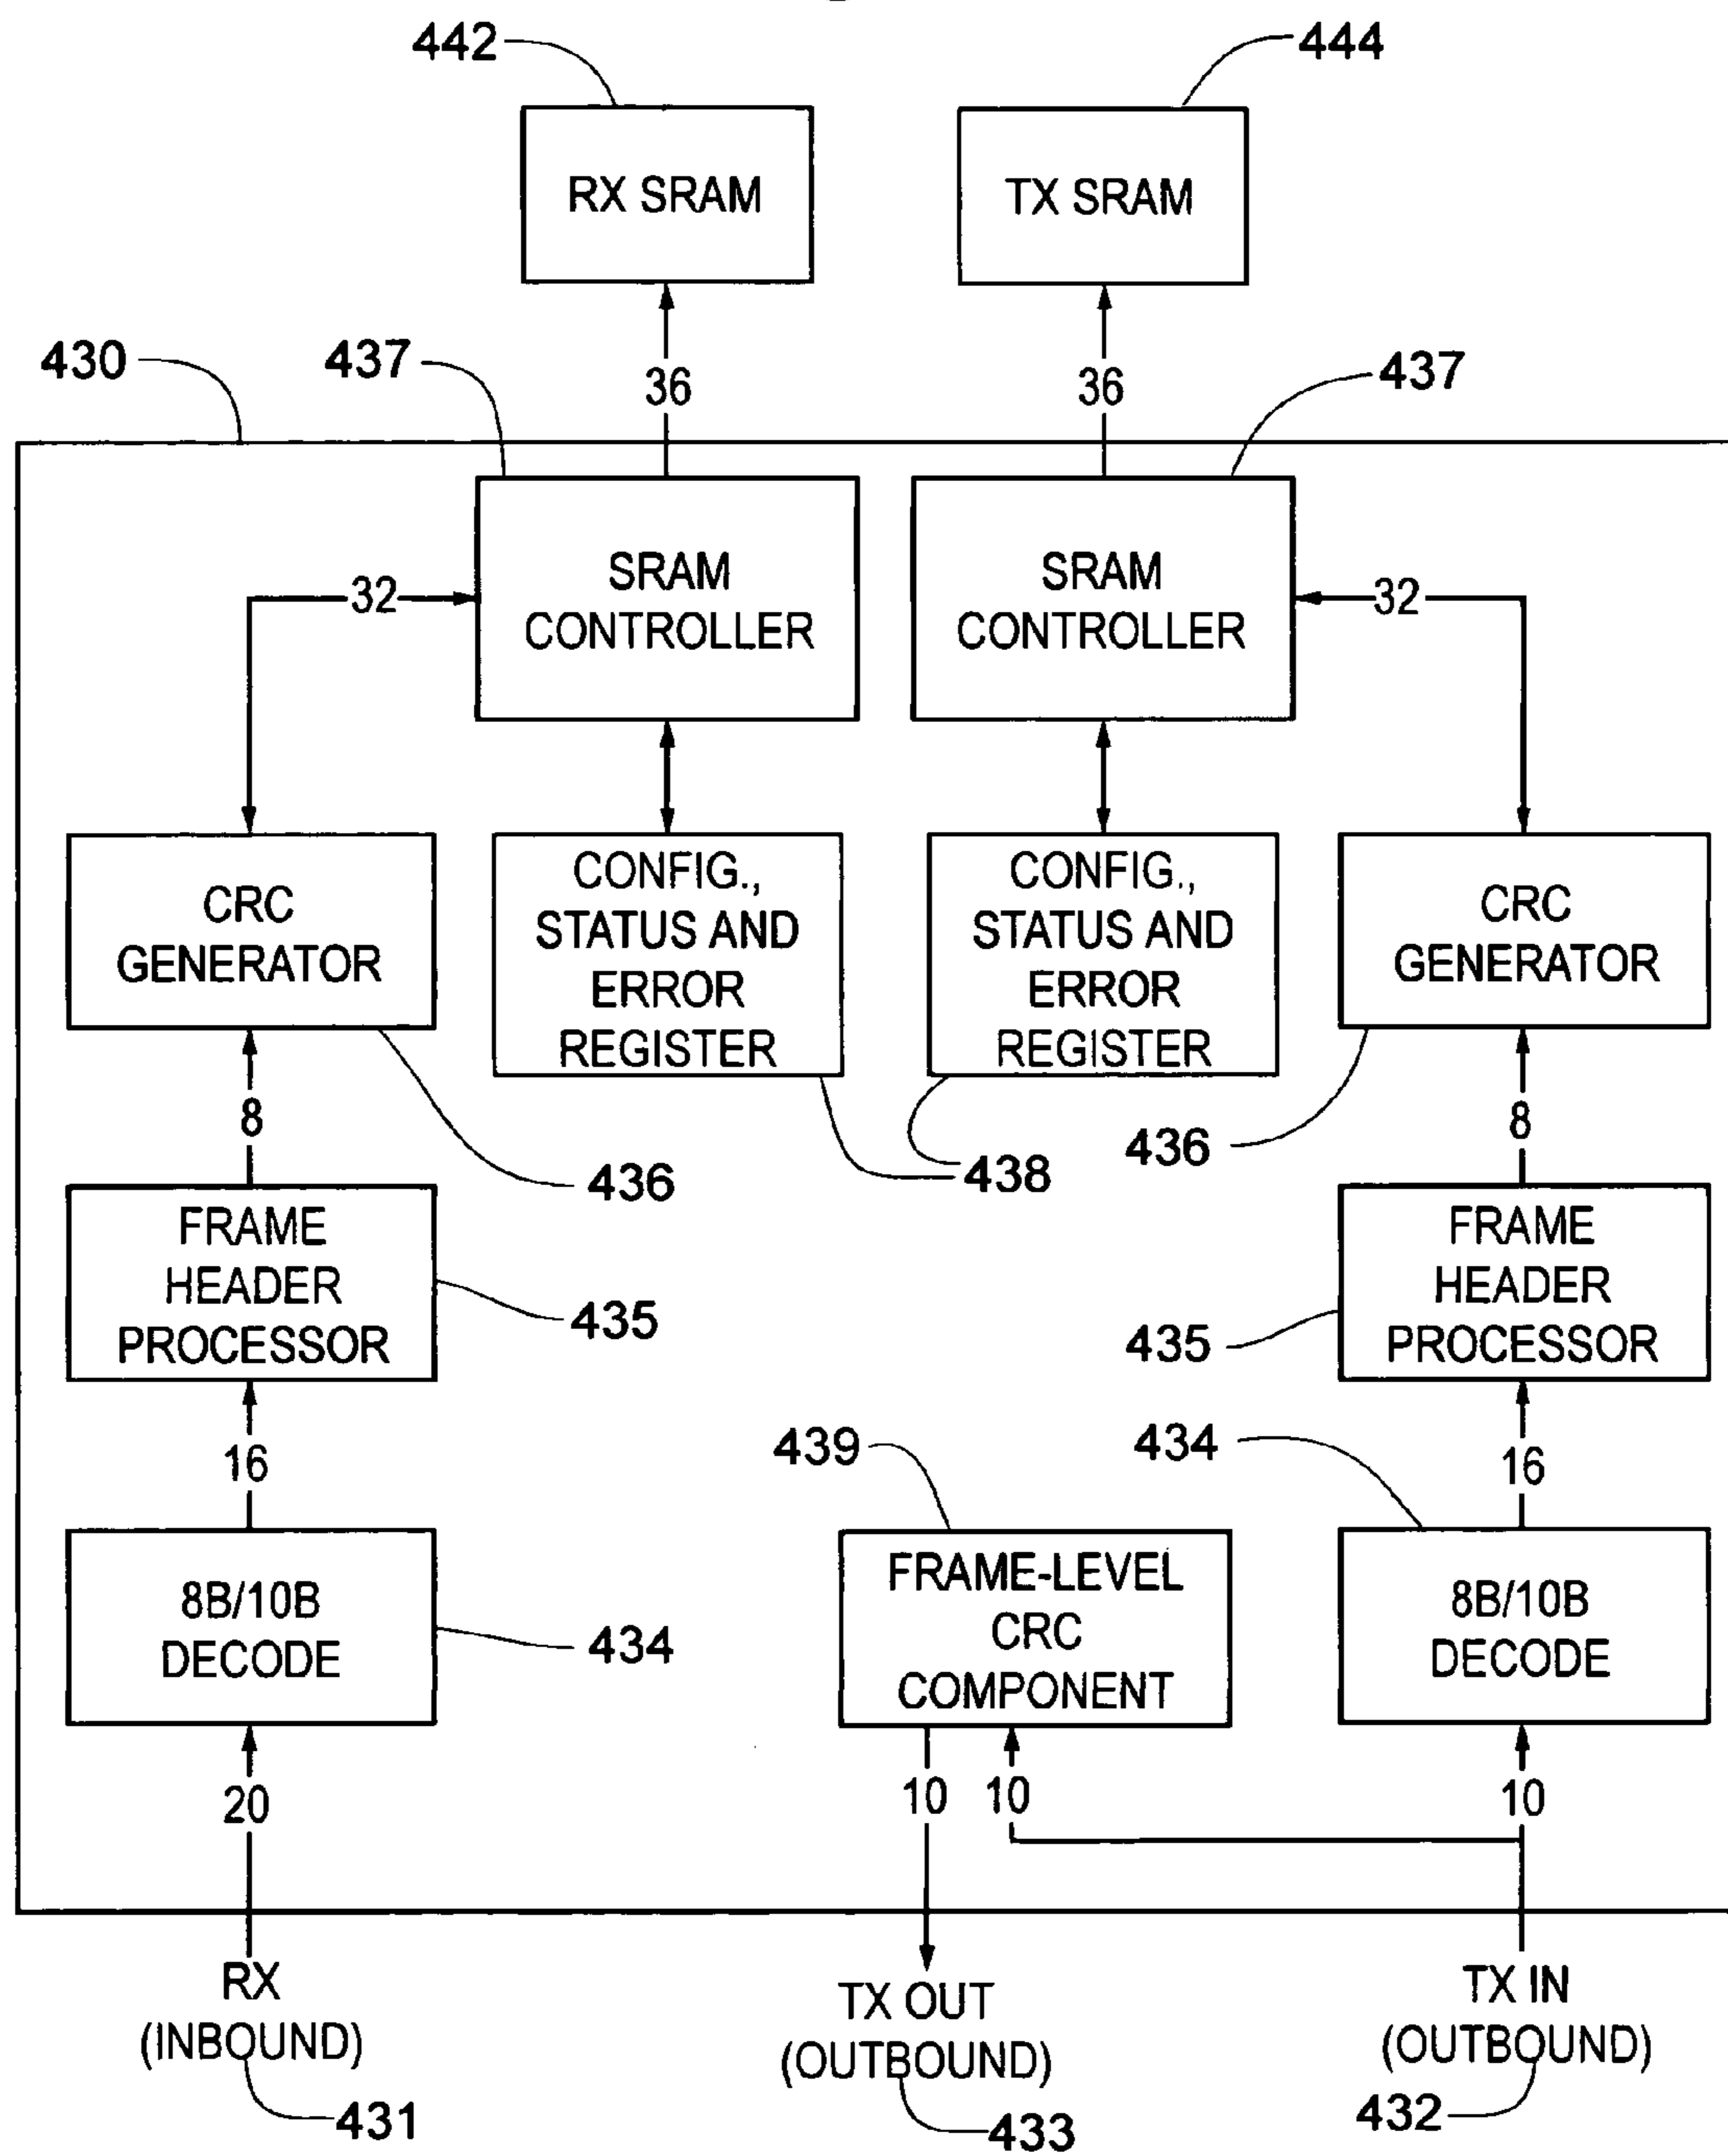 442
444
RX SRAM
TX SRAM
430
437
36
36
437
SRAM
CONTROLLER
SRAM
CONTROLLER
32
32
CRC
GENERATOR
CONFIG.,
STATUS AND
ERROR
REGISTER
CONFIG.,
STATUS AND
ERROR
REGISTER
CRC
GENERATOR
8
436
438
436
8
FRAME
HEADER
PROCESSOR
435
435
FRAME
HEADER
PROCESSOR
16
439
434
16
8B/10B
DECODE
434
FRAME-LEVEL
CRC
COMPONENT
8B/10B
DECODE
20
10
10
10
RX
(INBOUND)
431
TX OUT
(OUTBOUND)
433
TX IN
(OUTBOUND)
432